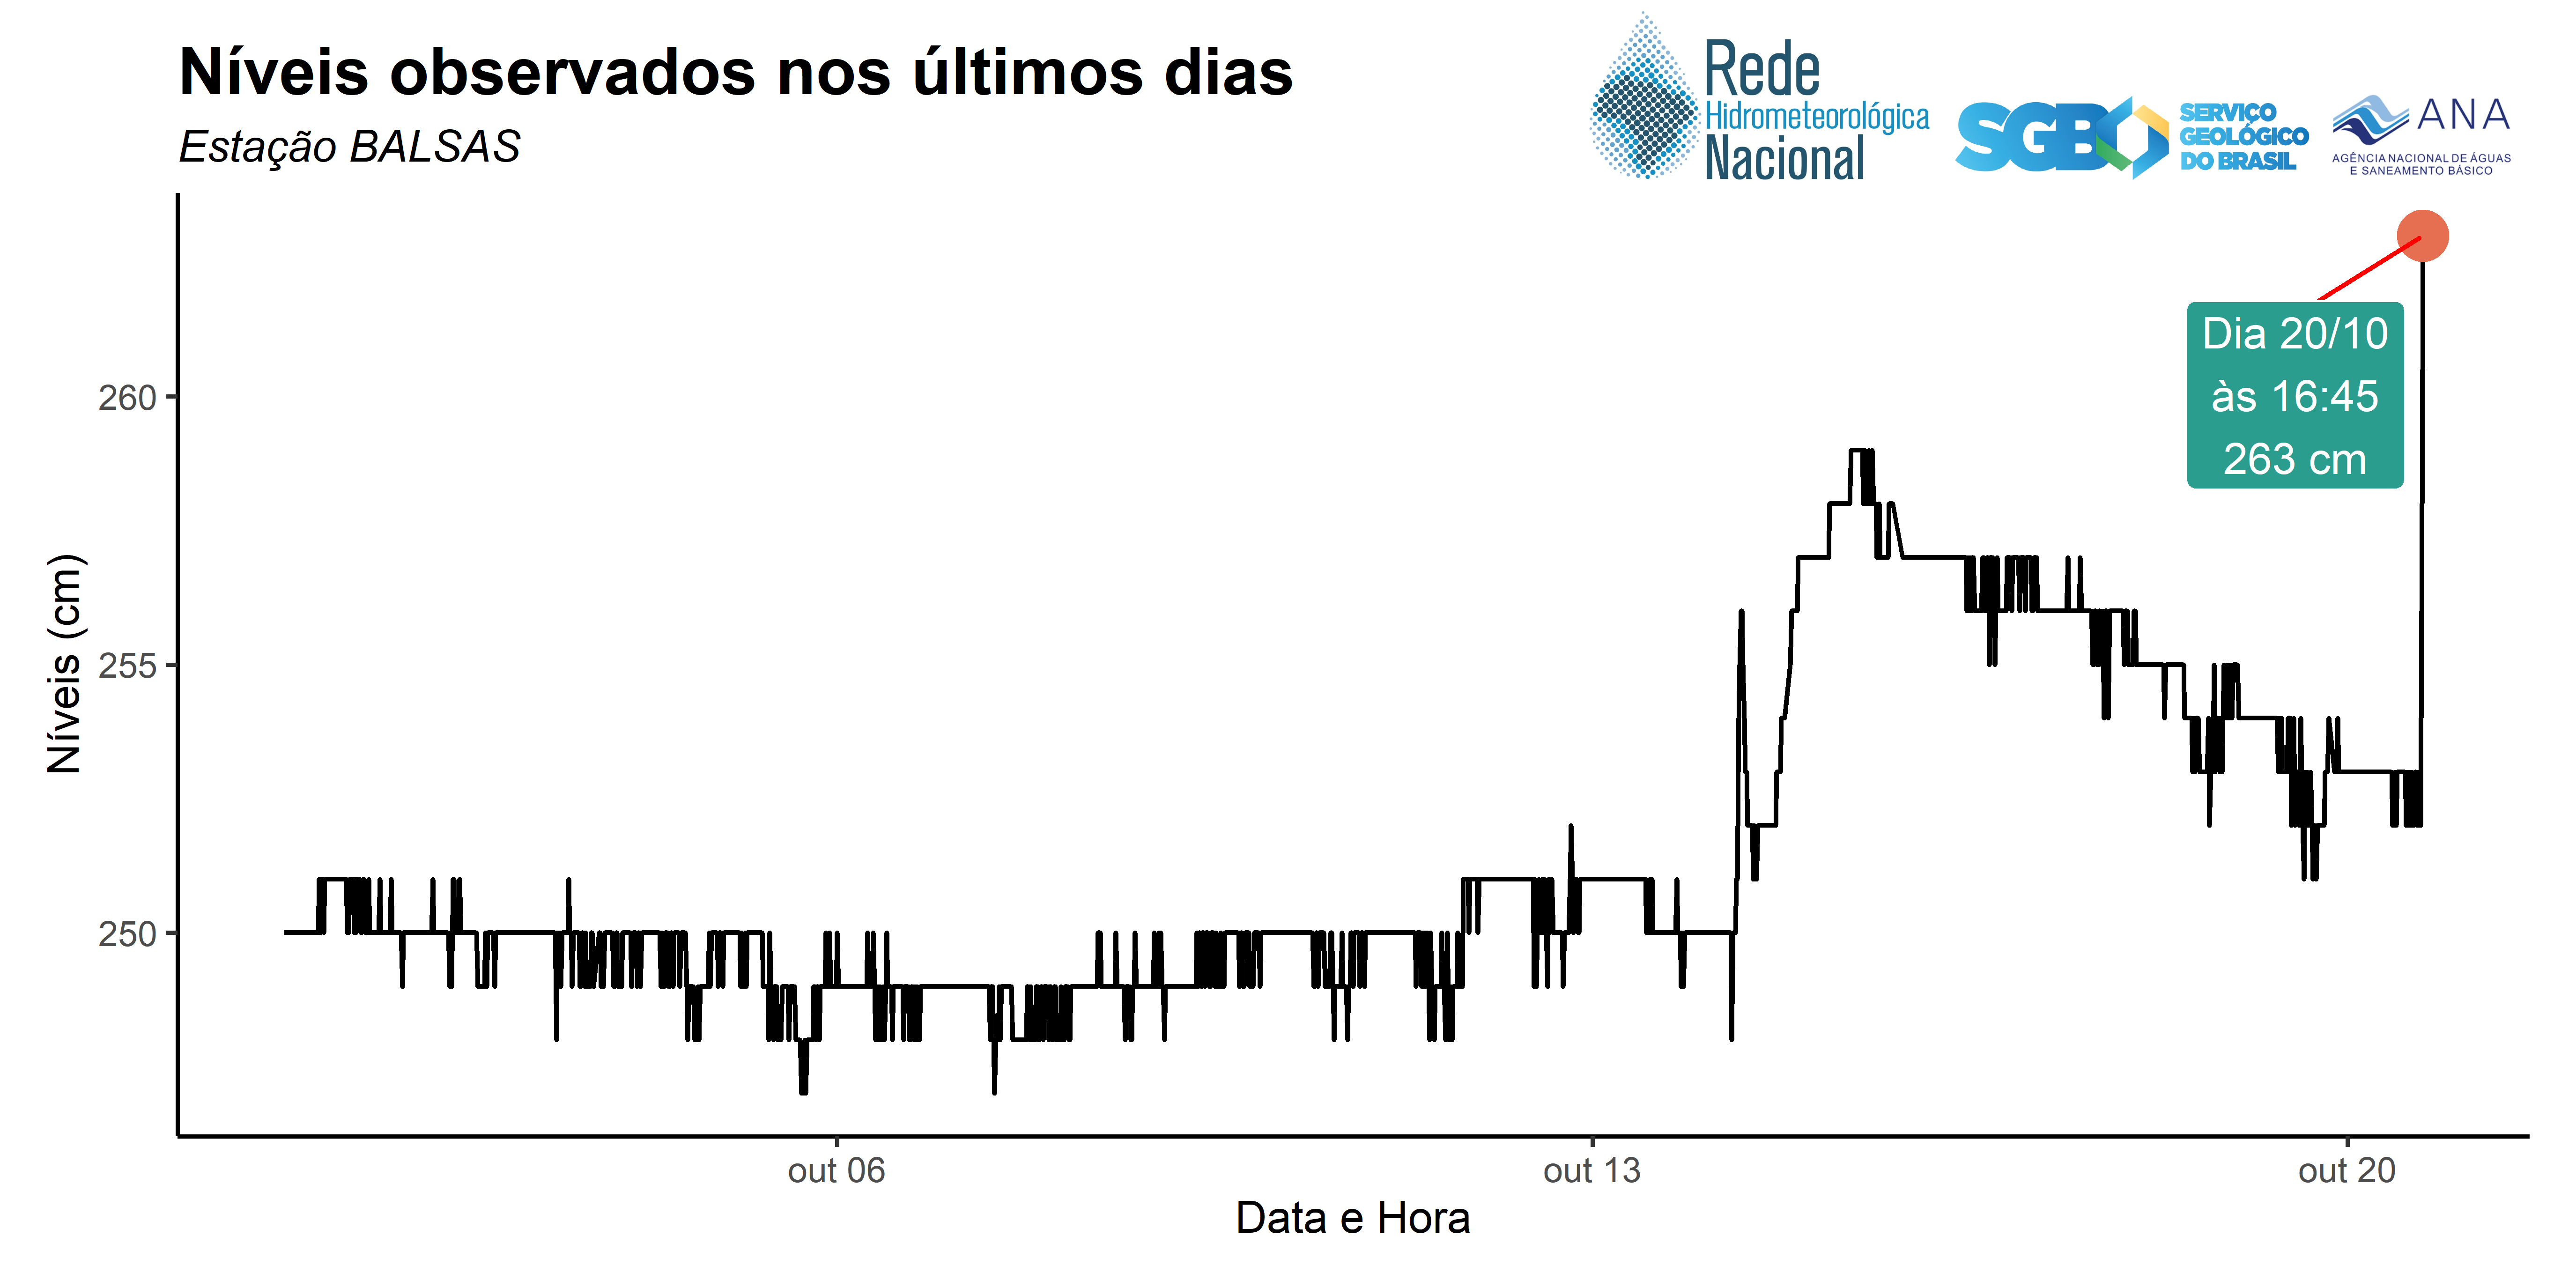 Níveis observados nos últimos dias
Estação BALSAS
Rede
Hidrometeorológica
Nacional
SGB
SERVIÇO
GEOLÓGICO
DO BRASIL
ANA
AGÊNCIA NACIONAL DE ÁGUAS
E SANEAMENTO BÁSICO
Dia 20/10
às 16:45
263 cm
Níveis (cm)
260
255
250
out 06
out 13
out 20
Data e Hora